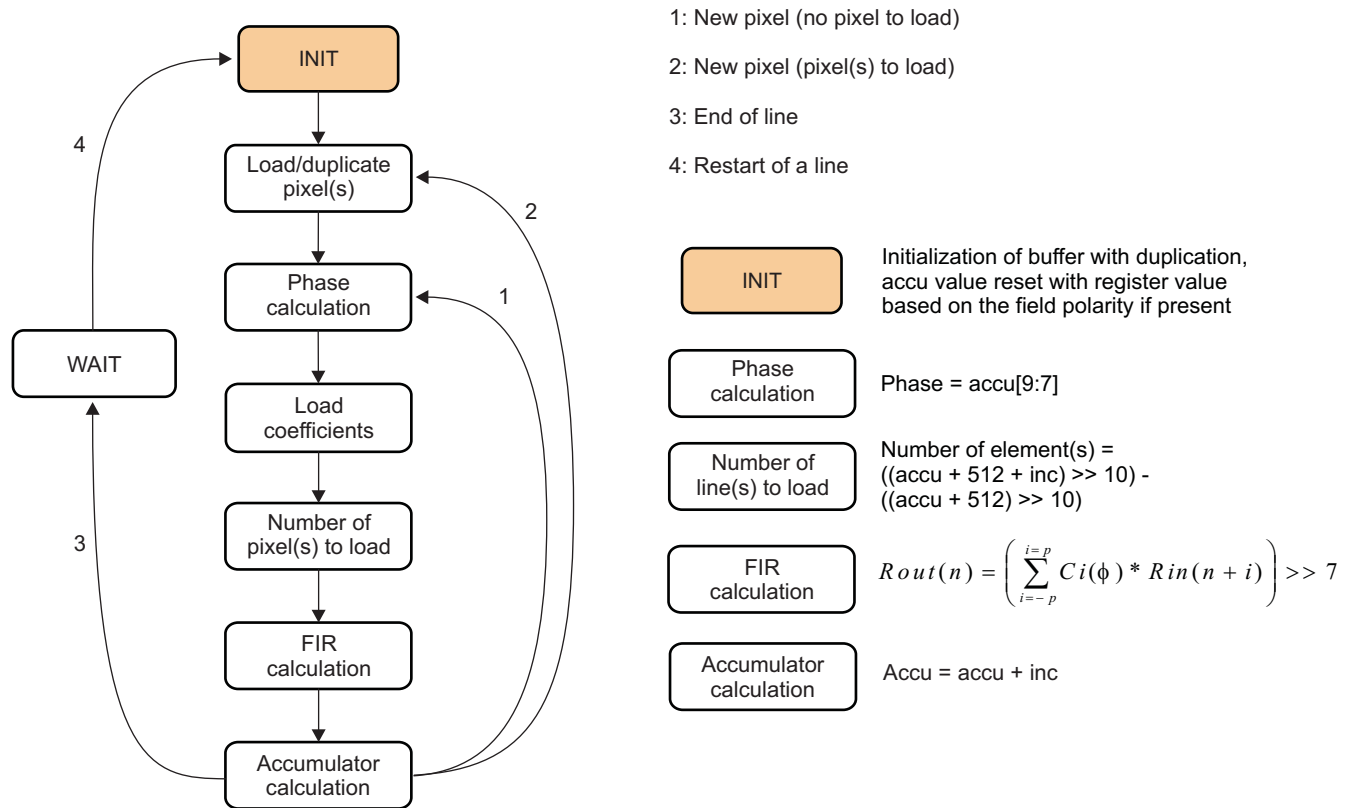 INIT
Load/duplicate
pixel(s)
Phase
calculation
Load
coefficients
Number of
pixel(s) to load
FIR
calculation
Accumulator
calculation
WAIT
4
3
2
1
1: New pixel (no pixel to load)
2: New pixel (pixel(s) to load)
3: End of line
4: Restart of a line
INIT
Initialization of buffer with duplication,
accu value reset with register value
based on the field polarity if present
Phase
calculation
Phase = accu[9:7]
Number of
line(s) to load
Number of element(s) =
((accu + 512 + inc) >> 10) -
((accu + 512) >> 10)
FIR
calculation
i= p
Rout(n) = ( ∑ Ci(ϕ) * Rin(n + i) ) >> 7
i=- p
Accumulator
calculation
Accu = accu + inc